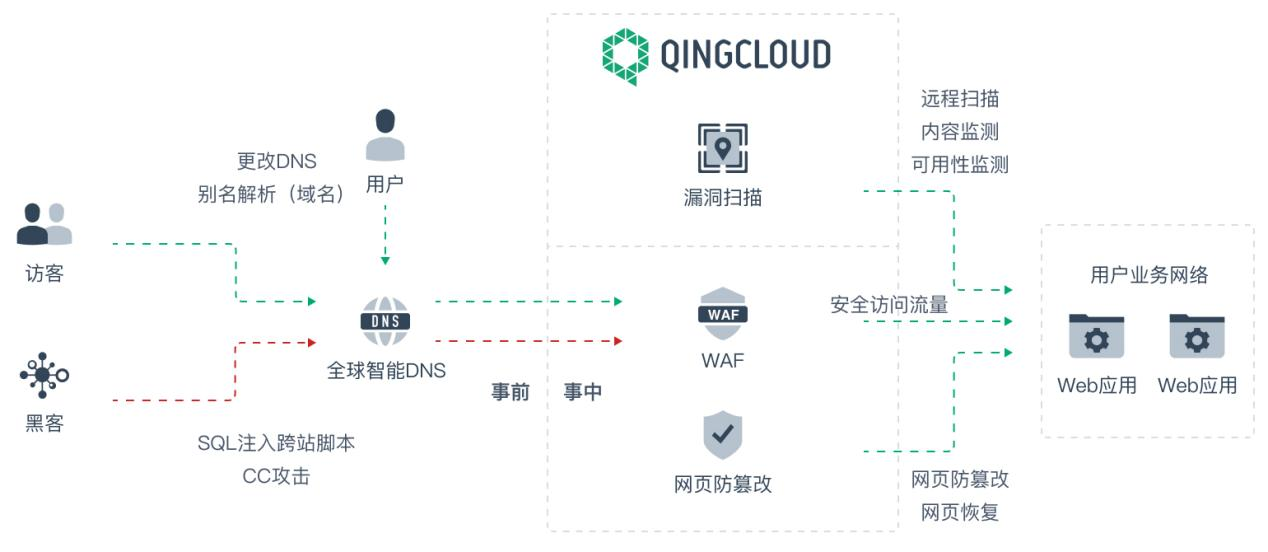 QINGCLOUD
远程扫描
内容监测
可用性监测
更改DNS
别名解析（域名）
用户
漏洞扫描
访客
用户业务网络
安全访问流量
DNS
WAF
全球智能DNS
WAF
Web应用
Web应用
事前
事中
黑客
SQL注入跨站脚本
CC攻击
网页防篡改
网页防篡改
网页恢复